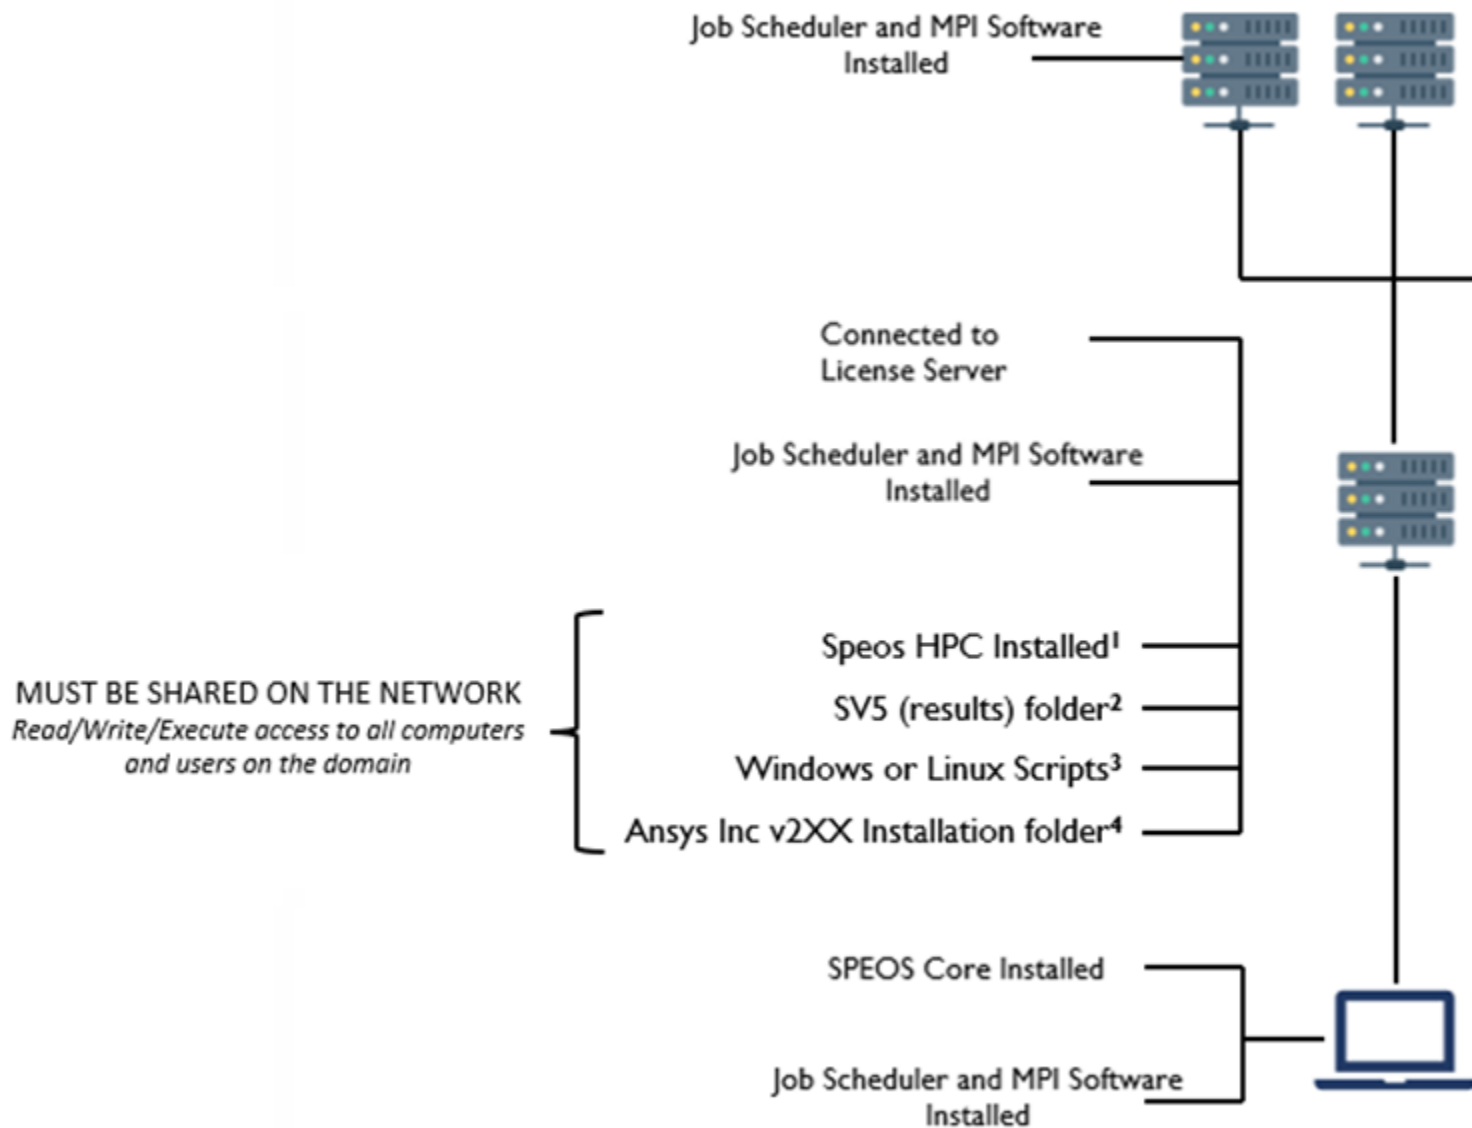 Job Scheduler and MPI Software
Installed
Connected to
License Server
Job Scheduler and MPI Software
Installed
MUST BE SHARED ON THE NETWORK
Read/Write/Execute access to all computers
and users on the domain
Speos HPC Installed¹
SV5 (results) folder²
Windows or Linux Scripts³
Ansys Inc v2XX Installation folder⁴
SPEOS Core Installed
Job Scheduler and MPI Software
Installed